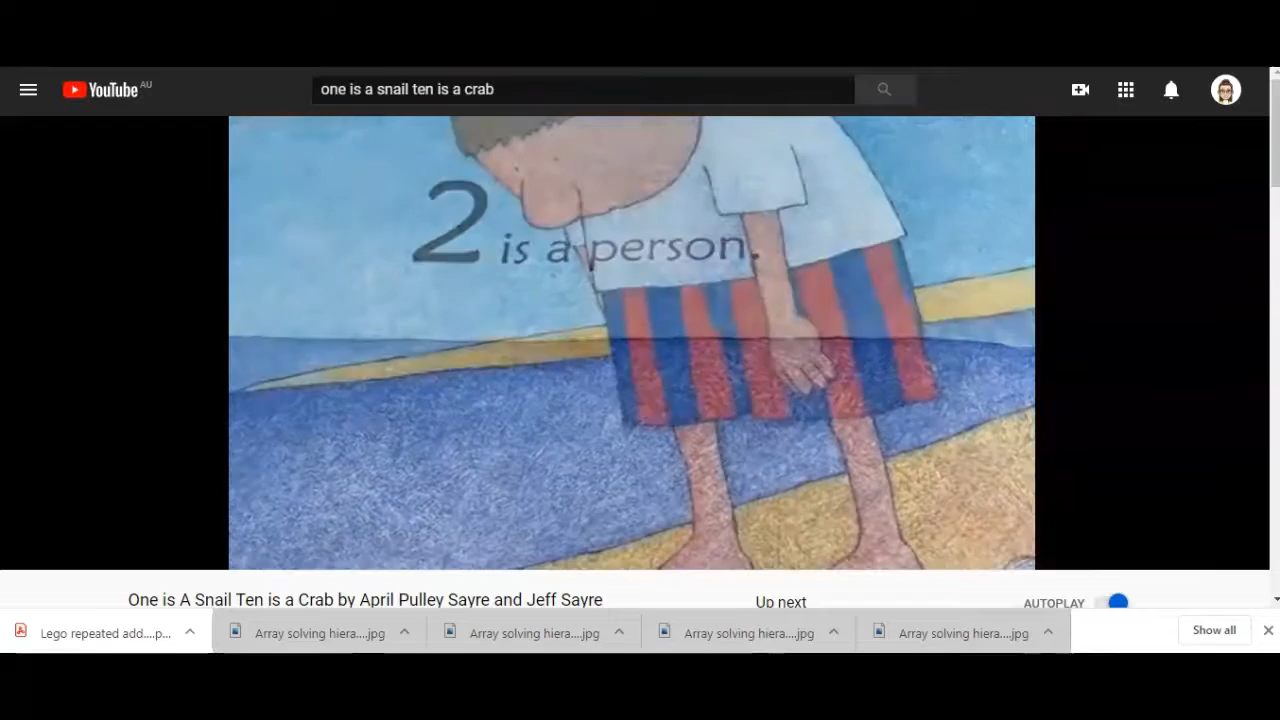 YouTube AU
one is a snail ten is a crab
2 is a person.
One is A Snail Ten is a Crab by April Pulley Sayre and Jeff Sayre
Up next
AUTOPLAY
Lego repeated add....p...
Array solving hiera....jpg
Array solving hiera....jpg
Array solving hiera....jpg
Array solving hiera....jpg
Show all